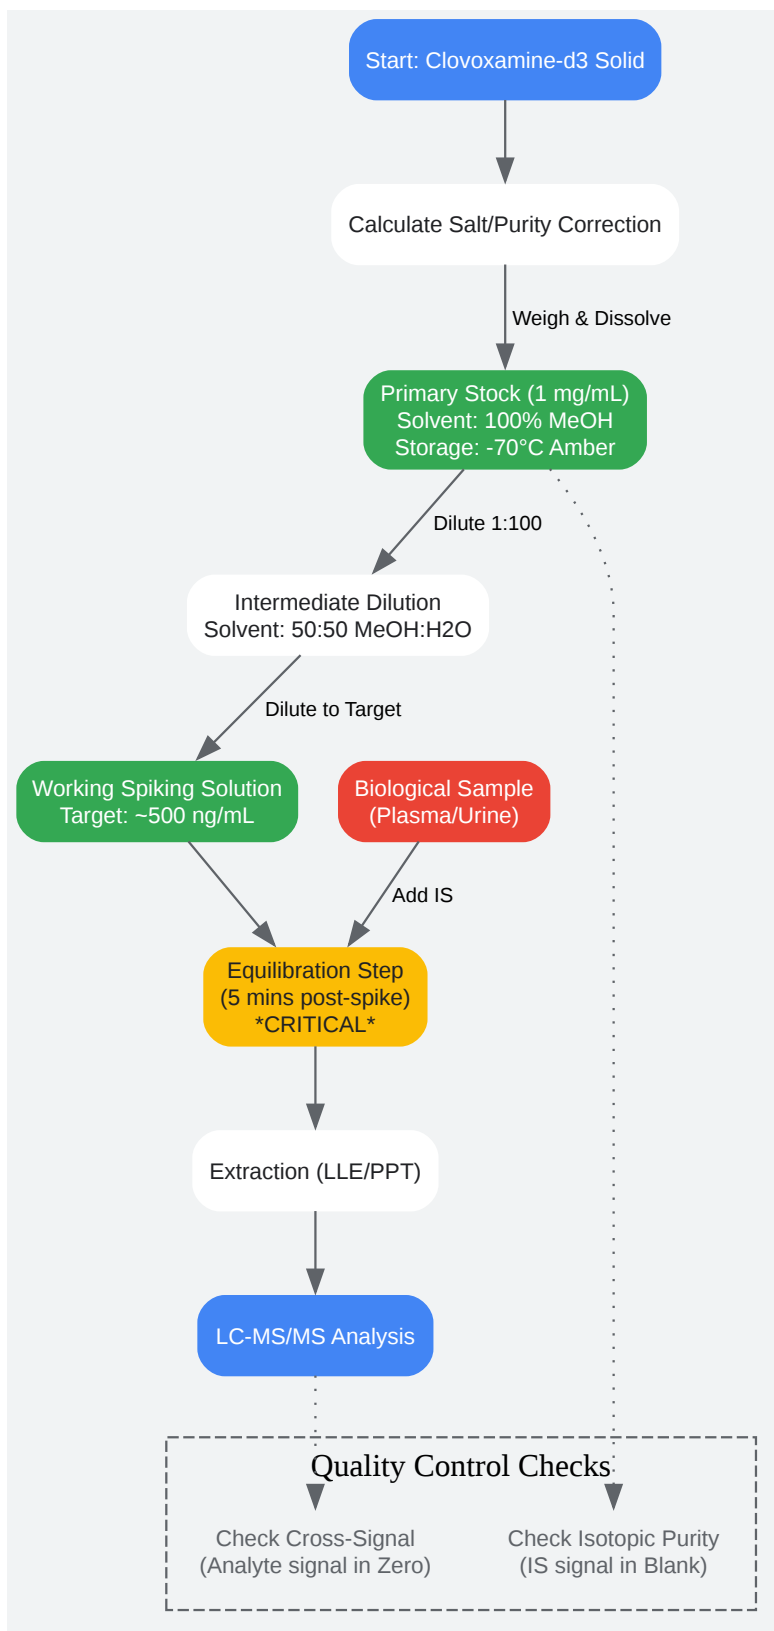 Start: Clovoxamine-d3 Solid
Calculate Salt/Purity Correction
Weigh & Dissolve
Primary Stock (1 mg/mL)
Solvent: 100% MeOH
Storage: -70°C Amber
Dilute 1:100
Intermediate Dilution
Solvent: 50:50 MeOH:H2O
Dilute to Target
Working Spiking Solution
Target: ~500 ng/mL
Biological Sample
(Plasma/Urine)
Add IS
Equilibration Step
(5 mins post-spike)
*CRITICAL*
Extraction (LLE/PPT)
LC-MS/MS Analysis
Quality Control Checks
Check Cross-Signal
(Analyte signal in Zero)
Check Isotopic Purity
(IS signal in Blank)